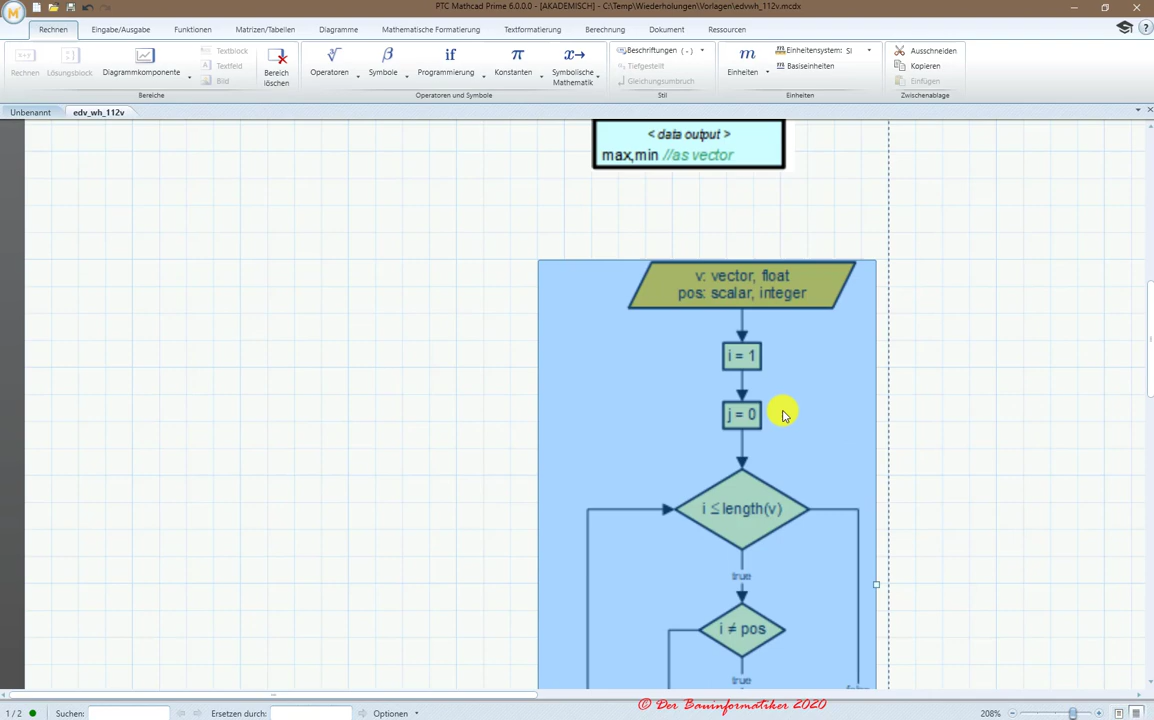 PTC Mathcad Prime 6.0.0.0 - [AKADEMISCH] - C:\Temp\Wiederholungen\Vorlagen\edvwh_112v.mcdx
Rechnen Eingabe/Ausgabe Funktionen Matrizen/Tabellen Diagramme Mathematische Formatierung Textformatierung Berechnung Dokument Ressourcen
Rechnen Lösungsblock Diagrammkomponente
Textblock
Textfeld
Bild
Bereich
löschen
Bereiche
Operatoren Symbole if Programmierung π Konstanten Symbolische
Mathematik
Operatoren und Symbole
Beschriftungen ( - )
Tiefgestellt
Gleichungsumbruch
Stil
m Einheiten
Einheitensystem: SI
Basiseinheiten
Einheiten
Ausschneiden
Kopieren
Einfügen
Zwischenablage
Unbenannt edv_wh_112v
< data output >
max,min //as vector
v: vector, float
pos: scalar, integer
i = 1
j = 0
i ≤ length(v)
true
i ≠ pos
true
1 / 2 Suchen: Ersetzen durch: Optionen 208%
© Der Bauinformatiker 2020